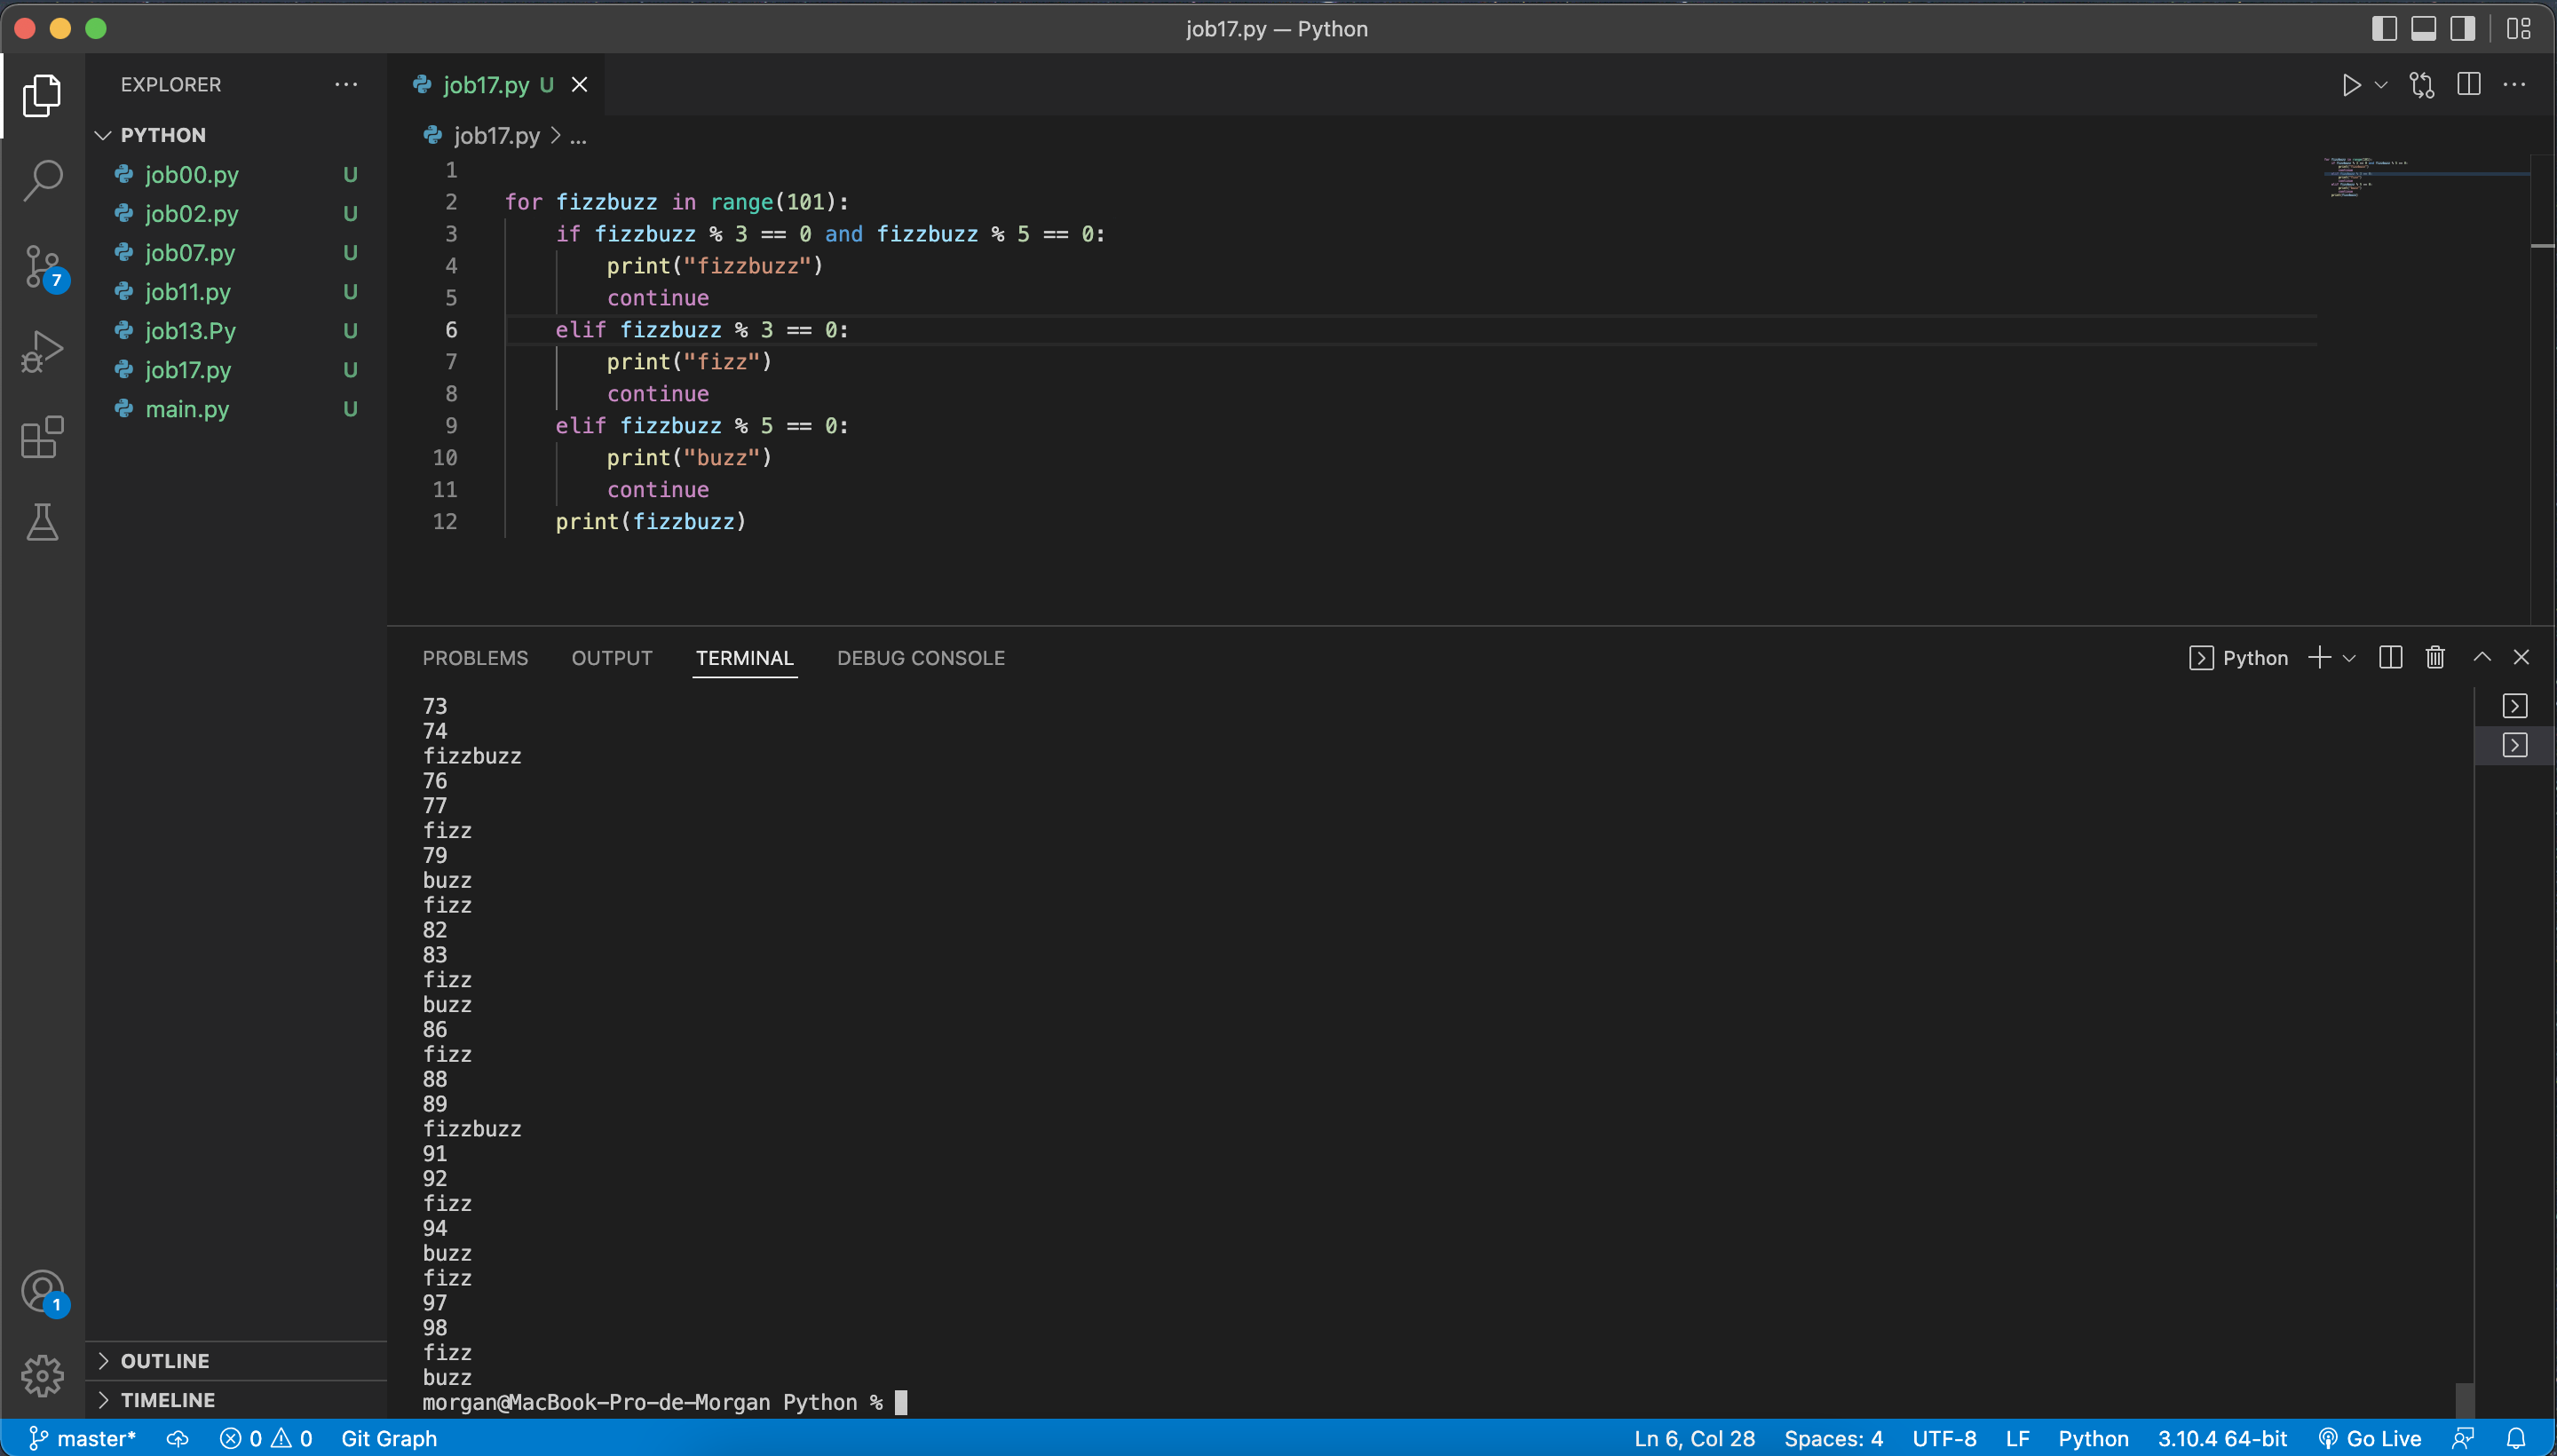 job17.py — Python
EXPLORER
PYTHON
job00.py U
job02.py U
job07.py U
job11.py U
job13.Py U
job17.py U
main.py U
OUTLINE
TIMELINE
7
1
job17.py U
job17.py > ...
1
2 for fizzbuzz in range(101):
3 if fizzbuzz % 3 == 0 and fizzbuzz % 5 == 0:
4 print("fizzbuzz")
5 continue
6 elif fizzbuzz % 3 == 0:
7 print("fizz")
8 continue
9 elif fizzbuzz % 5 == 0:
10 print("buzz")
11 continue
12 print(fizzbuzz)
PROBLEMS OUTPUT TERMINAL DEBUG CONSOLE Python
73
74
fizzbuzz
76
77
fizz
79
buzz
fizz
82
83
fizz
buzz
86
fizz
88
89
fizzbuzz
91
92
fizz
94
buzz
fizz
97
98
fizz
buzz
morgan@MacBook-Pro-de-Morgan Python %
master* 0 0 Git Graph Ln 6, Col 28 Spaces: 4 UTF-8 LF Python 3.10.4 64-bit Go Live